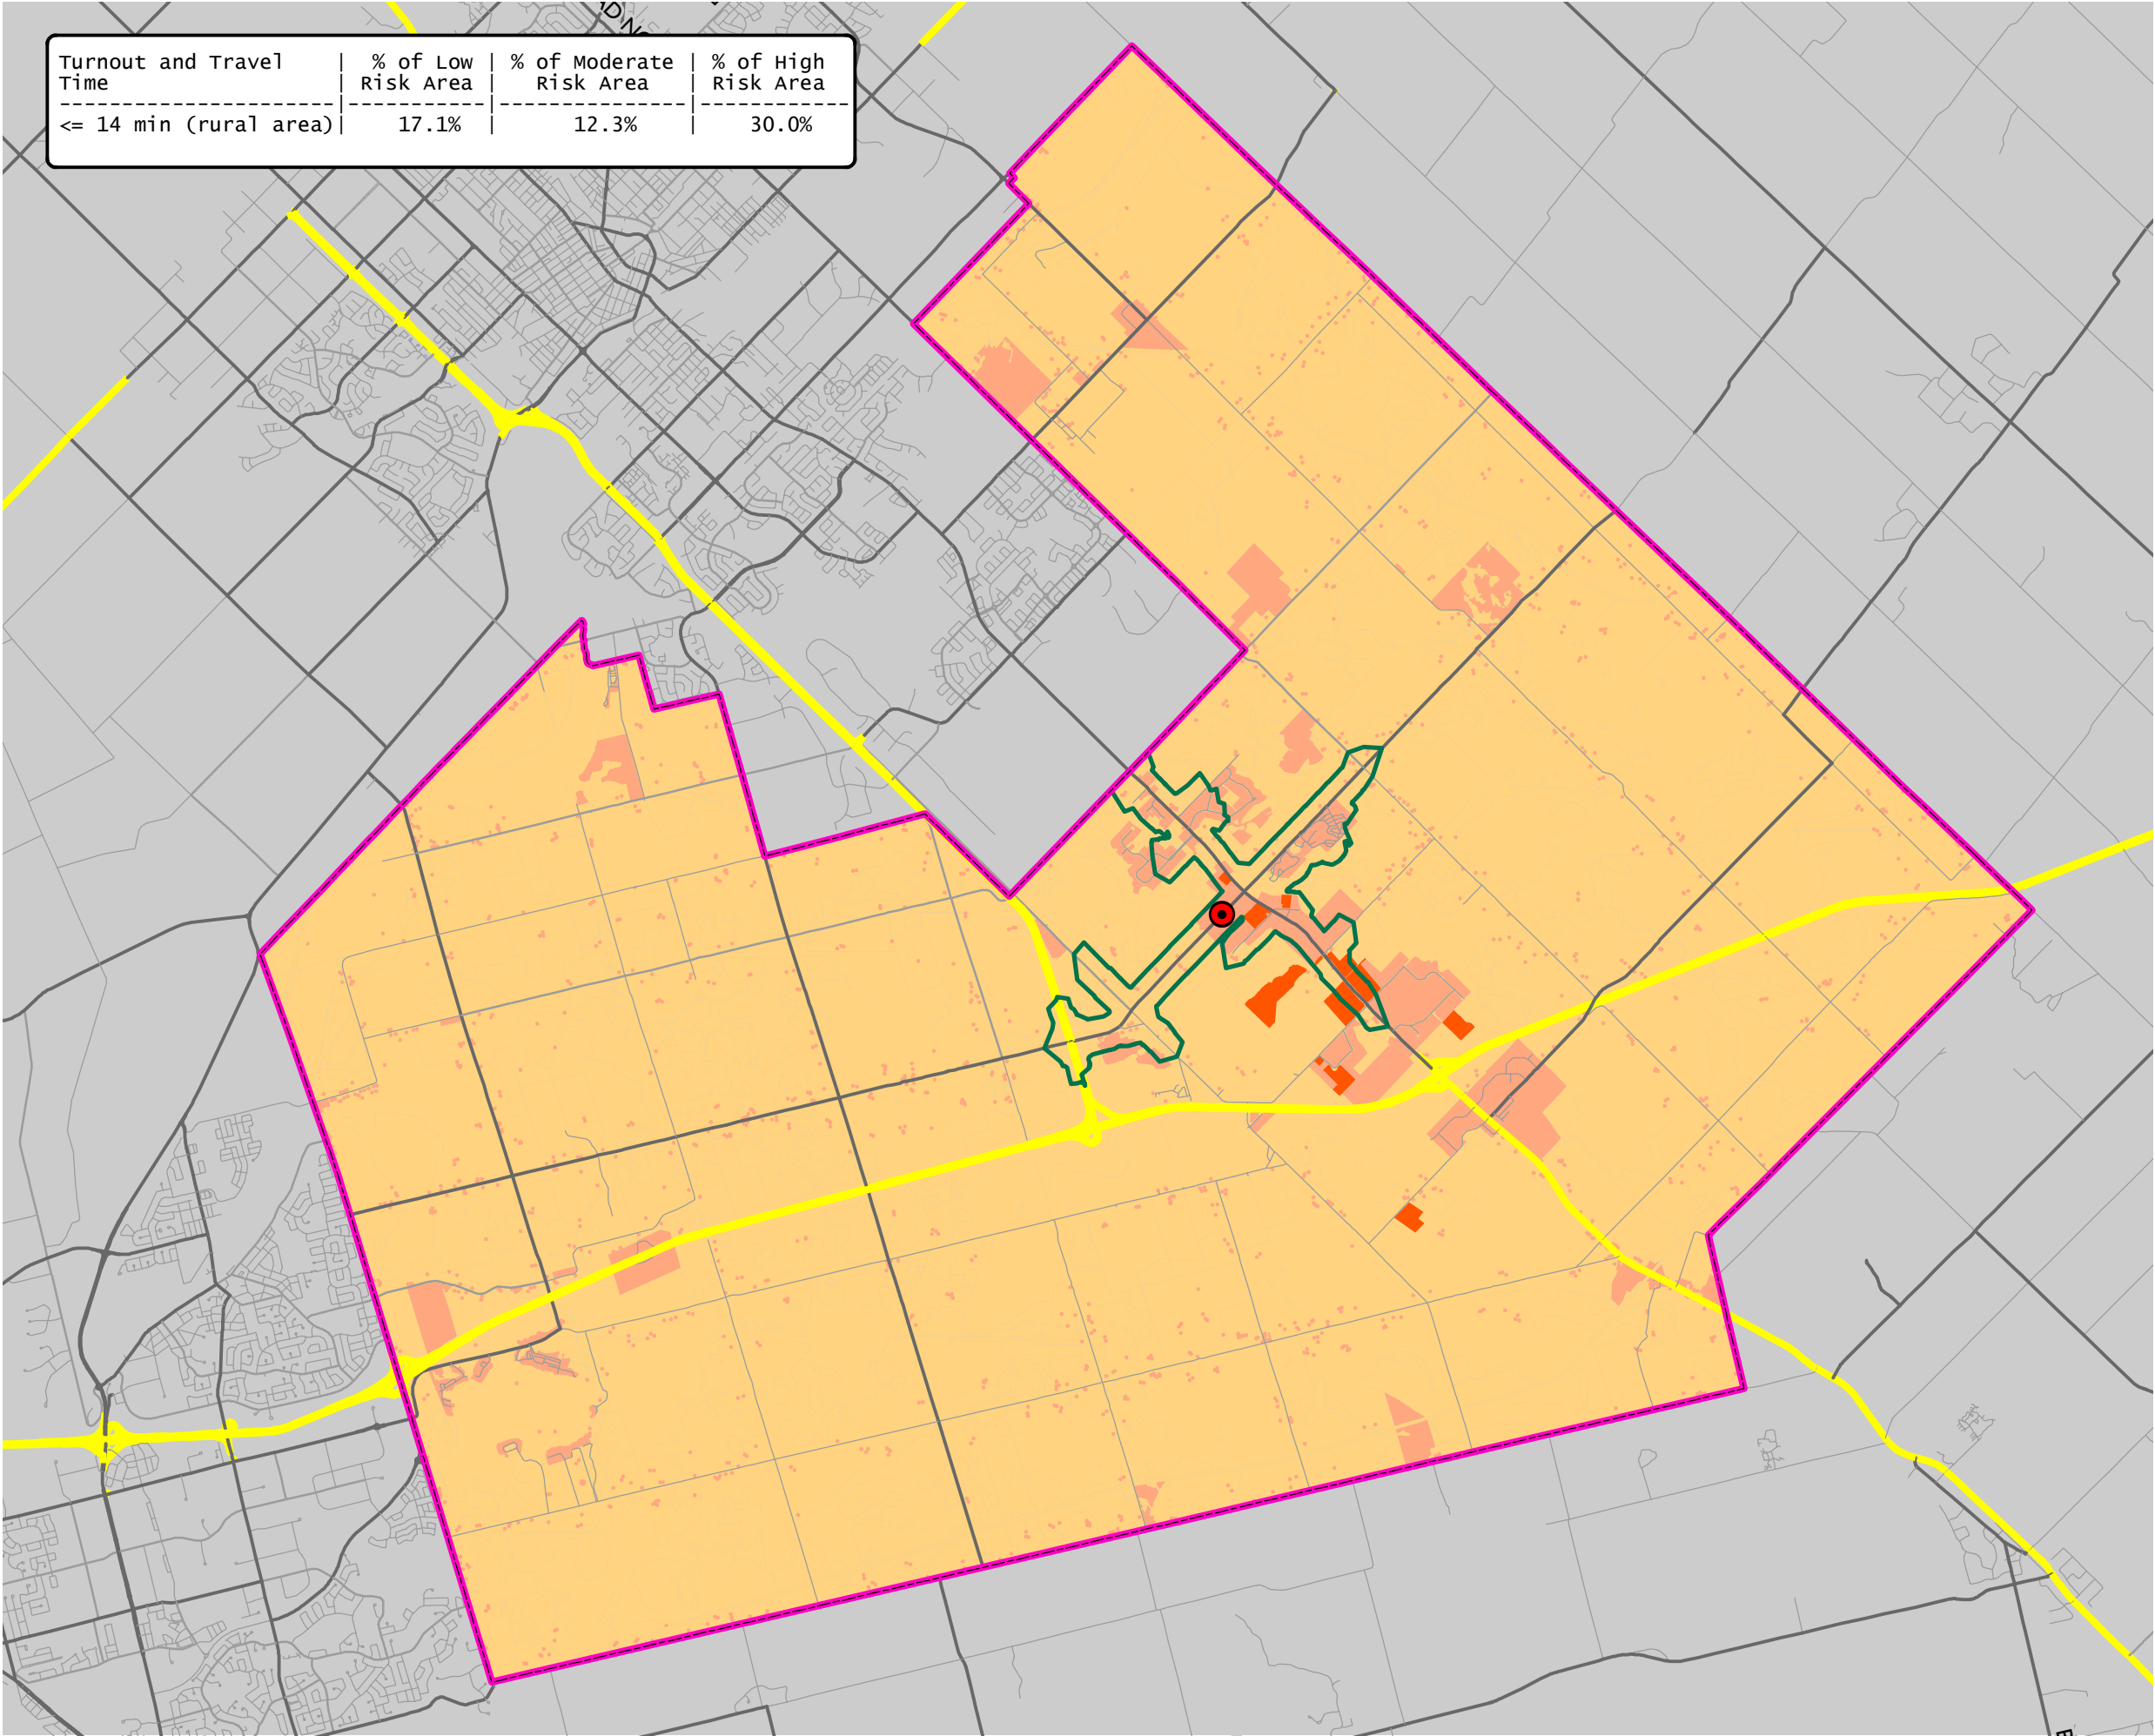 Turnout and Travel | % of Low | % of Moderate | % of High
Time | Risk Area | Risk Area | Risk Area
----------------------|-----------|---------------|------------
<= 14 min (rural area)| 17.1% | 12.3% | 30.0%